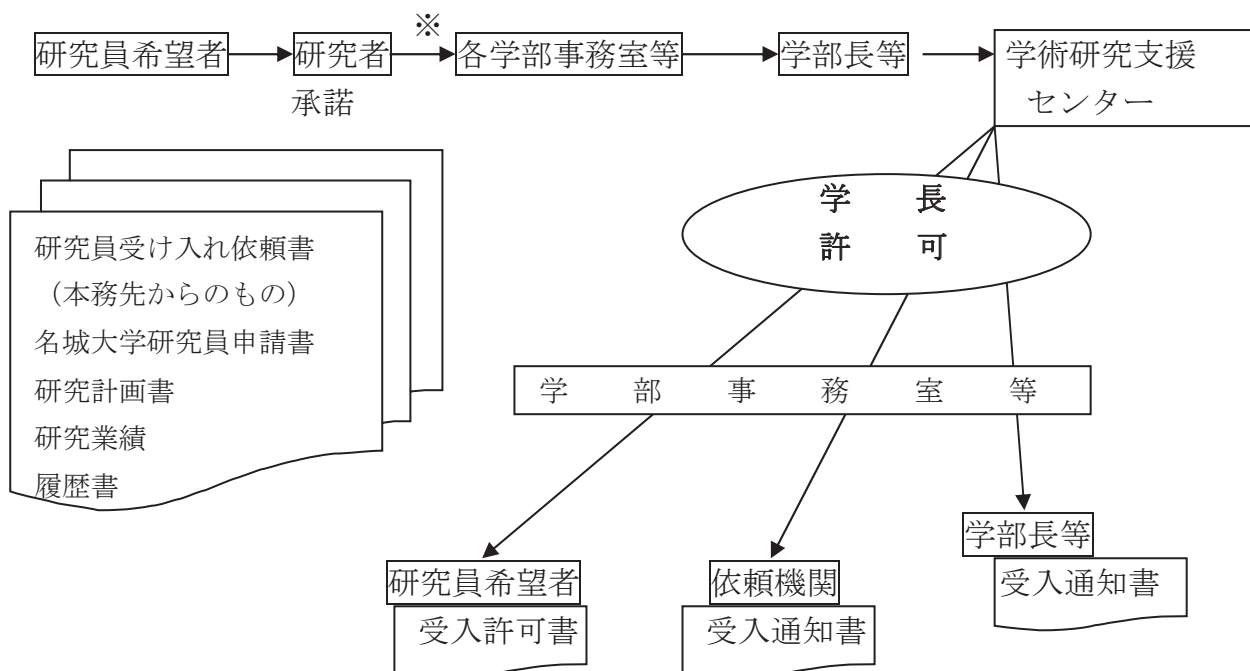 ※
研究員希望者
研究者
各学部事務室等
学部長等
学術研究支援
センター
承諾
学　長
許　可
研究員受け入れ依頼書
（本務先からのもの）
名城大学研究員申請書
研究計画書
研究業績
履歴書
学　部　事　務　室　等
研究員希望者
受入許可書
依頼機関
受入通知書
学部長等
受入通知書